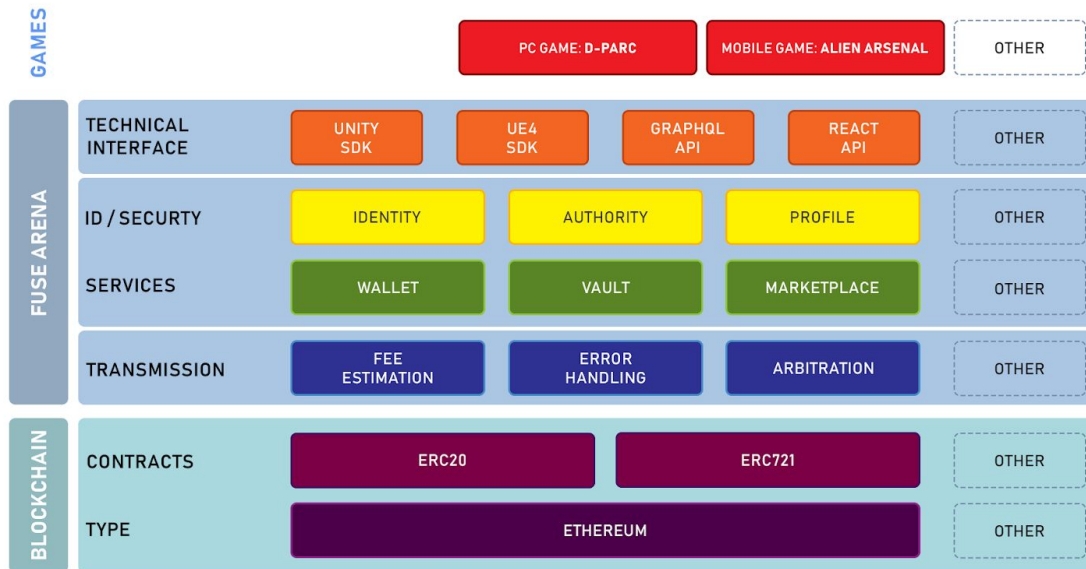 GAMES
PC GAME: D-PARC
MOBILE GAME: ALIEN ARSENAL
OTHER
FUSE ARENA
TECHNICAL
INTERFACE
UNITY
SDK
UE4
SDK
GRAPHQL
API
REACT
API
OTHER
ID / SECURTY
IDENTITY
AUTHORITY
PROFILE
OTHER
SERVICES
WALLET
VAULT
MARKETPLACE
OTHER
TRANSMISSION
FEE
ESTIMATION
ERROR
HANDLING
ARBITRATION
OTHER
BLOCKCHAIN
CONTRACTS
ERC20
ERC721
OTHER
TYPE
ETHEREUM
OTHER